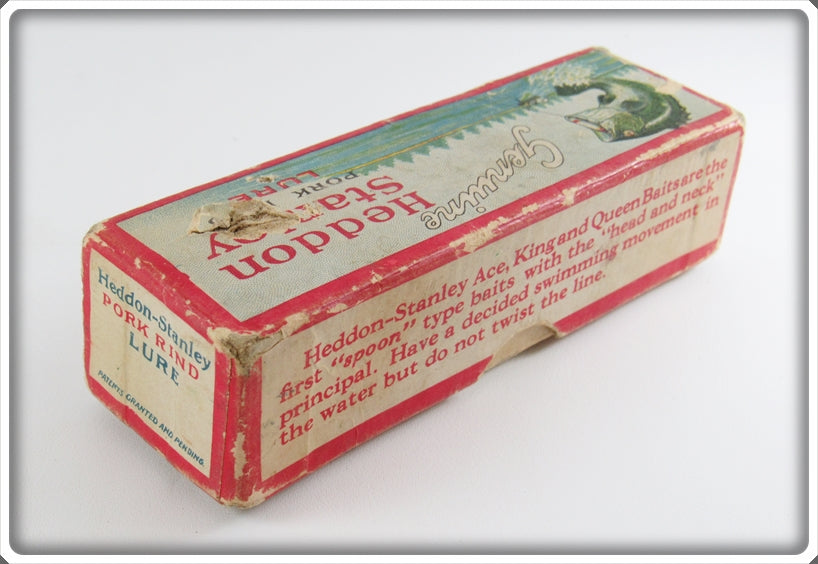 Genuine
Heddon
Stanley
PORK
LURE
Heddon-Stanley
PORK RIND
LURE
PATENTS GRANTED AND PENDING.
Heddon-Stanley Ace, King and Queen Baits are the
first "spoon" type baits with the "head and neck"
principal. Have a decided swimming movement in
the water but do not twist the line.